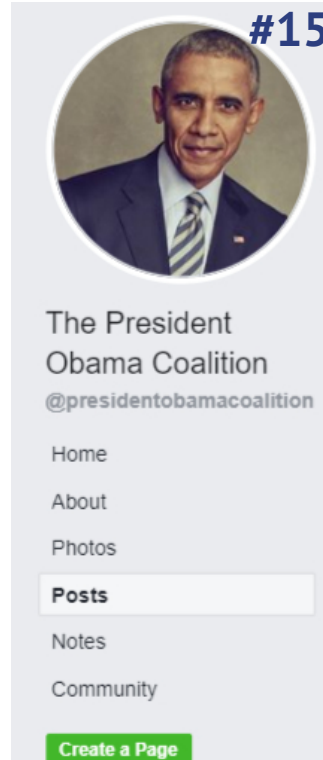 #15
The President
Obama Coalition
@presidentobamacoalition
Home
About
Photos
Posts
Notes
Community
Create a Page